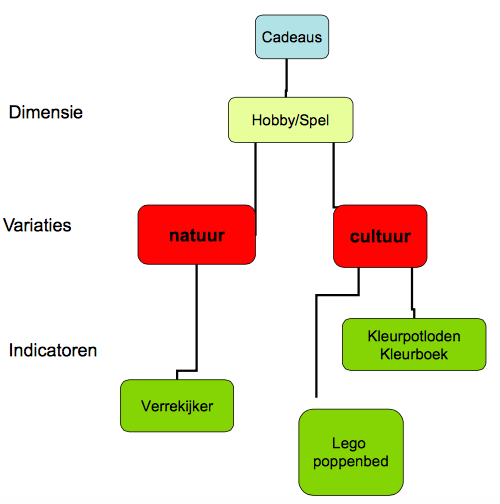 Cadeaus
Dimensie
Hobby/Spel
Variaties
natuur
cultuur
Indicatoren
Kleurpotloden
Kleurboek
Verrekijker
Lego
poppenbed